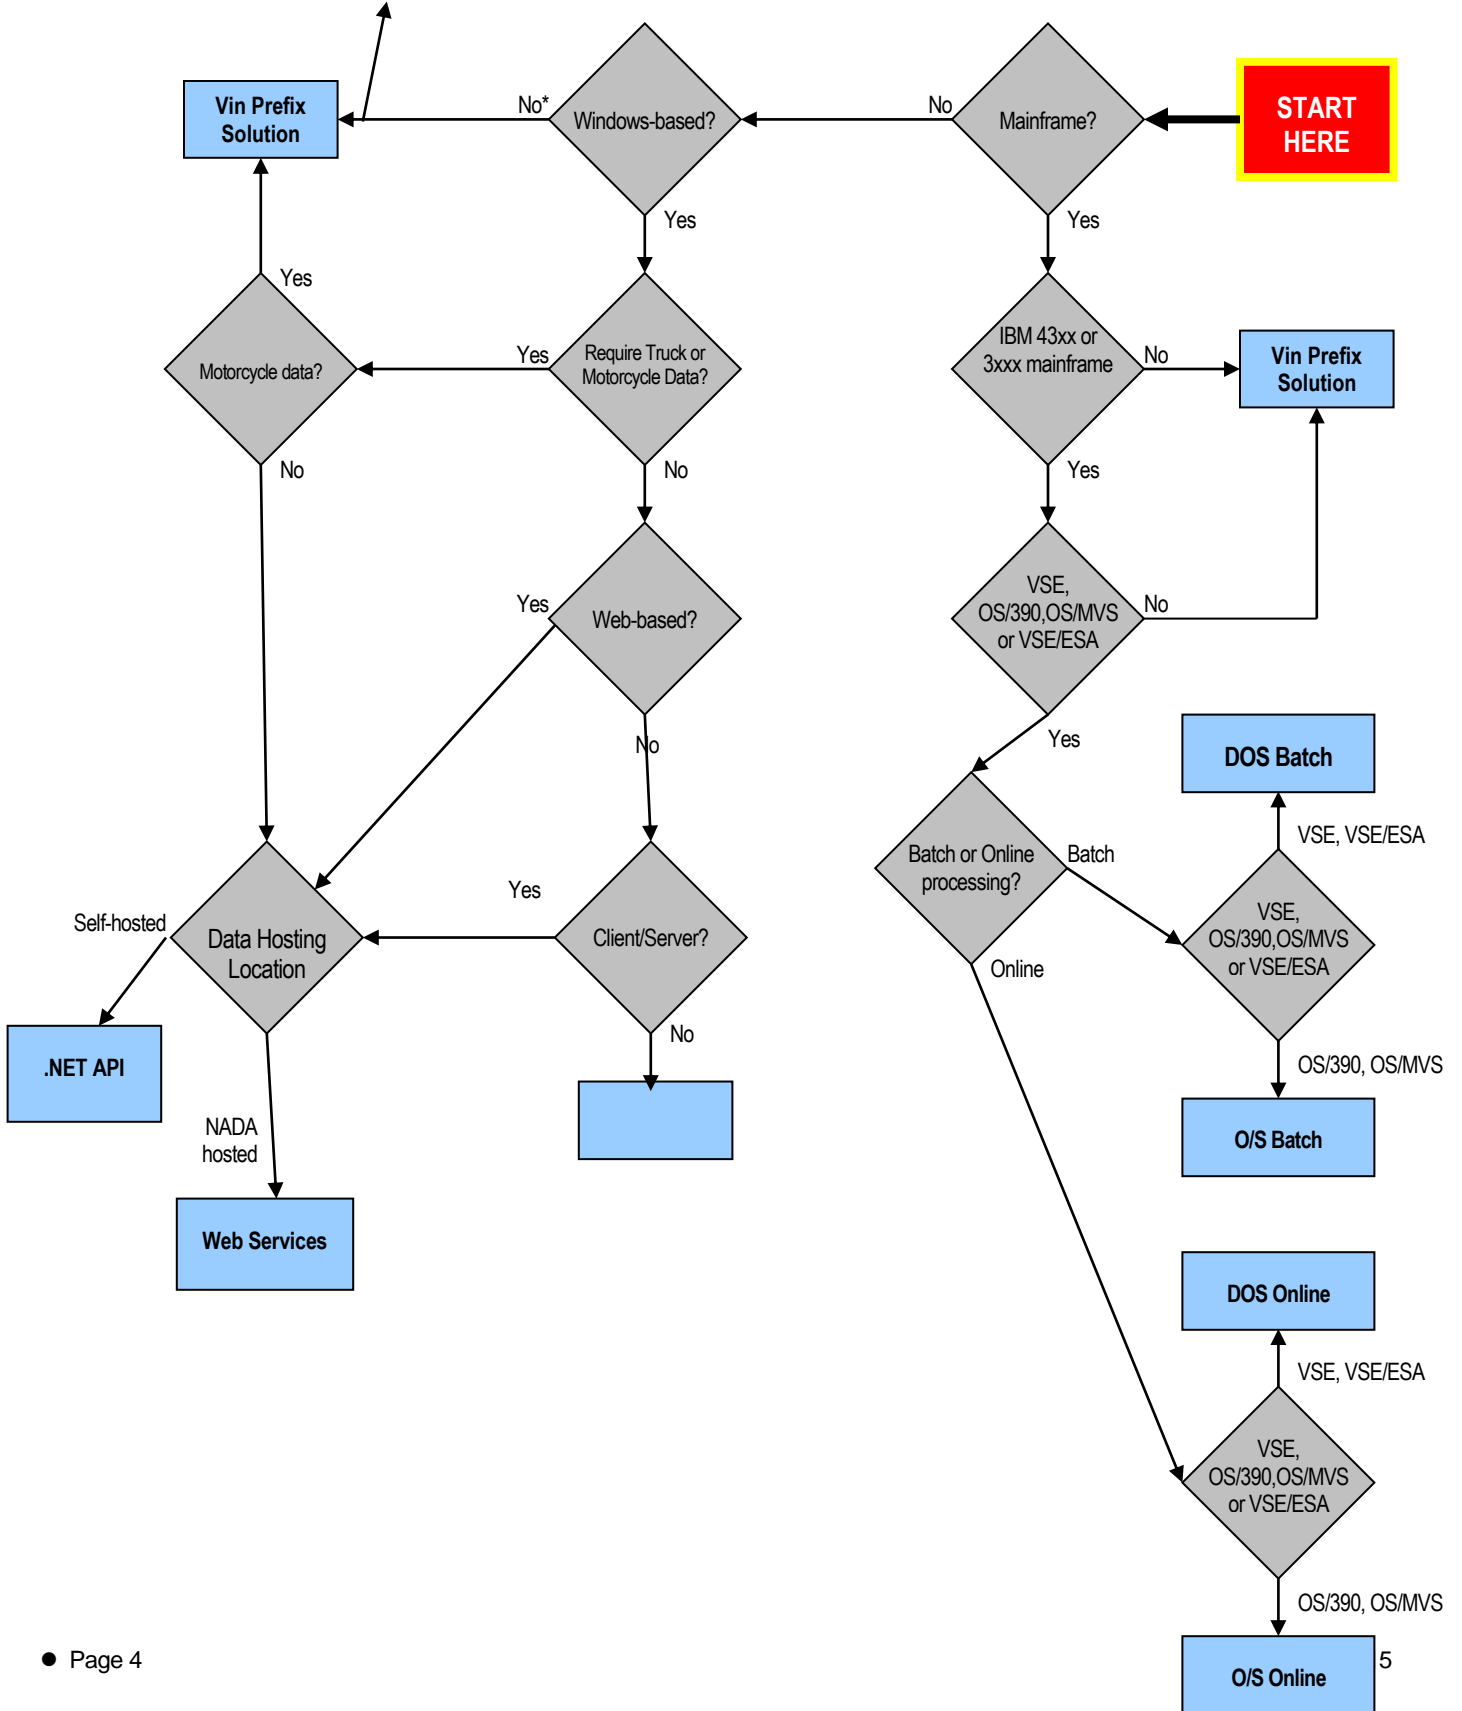 Vin Prefix
Solution
No*
Windows-based?
No
Mainframe?
START
HERE
Yes
Yes
Yes
Motorcycle data?
Yes
Require Truck or
Motorcycle Data?
IBM 43xx or
3xxx mainframe
No
Vin Prefix
Solution
No
No
Yes
Yes
Web-based?
VSE,
OS/390,OS/MVS
or VSE/ESA
No
No
Yes
DOS Batch
VSE, VSE/ESA
Batch or Online
processing?
Batch
Self-hosted
Data Hosting
Location
Yes
Client/Server?
VSE,
OS/390,OS/MVS
or VSE/ESA
Online
No
.NET API
OS/390, OS/MVS
NADA
hosted
O/S Batch
Web Services
DOS Online
VSE, VSE/ESA
VSE,
OS/390,OS/MVS
or VSE/ESA
OS/390, OS/MVS
● Page 4
5
O/S Online